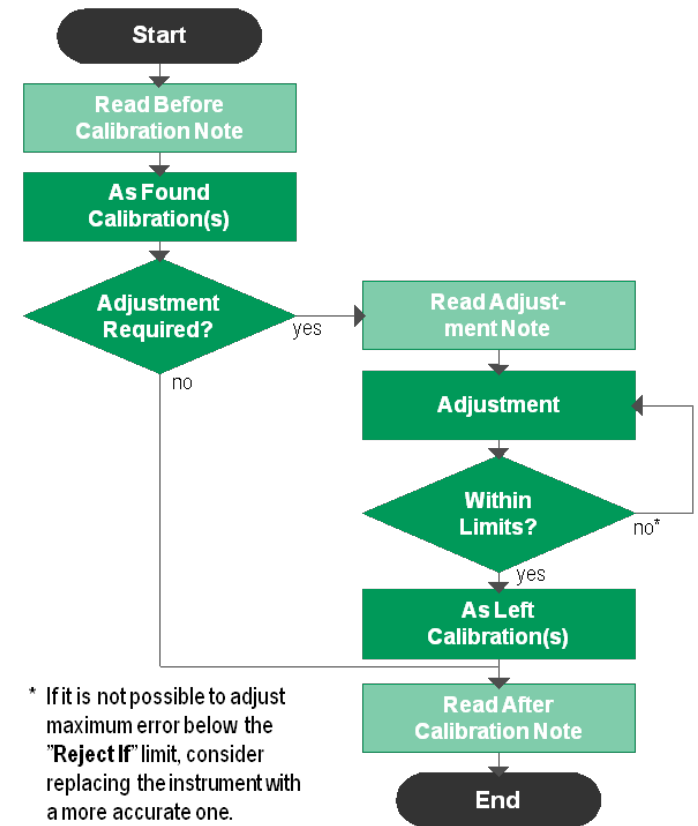 Start
Read Before
Calibration Note
As Found
Calibration(s)
Adjustment
Required?
yes
no
Read Adjust-
ment Note
Adjustment
Within
Limits?
no*
yes
As Left
Calibration(s)
Read After
Calibration Note
End
* If it is not possible to adjust
maximum error below the
"Reject If" limit, consider
replacing the instrument with
a more accurate one.